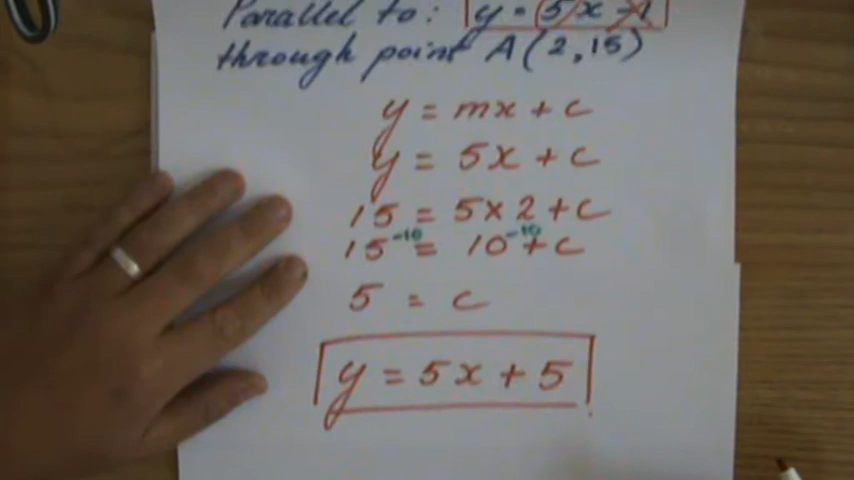 Parallel to: y = 5x - 1
through point A(2,15)
y = mx + c
y = 5x + c
15 = 5x2 + c
15 -10 = 10 -10 + c
5 = c
y = 5x + 5